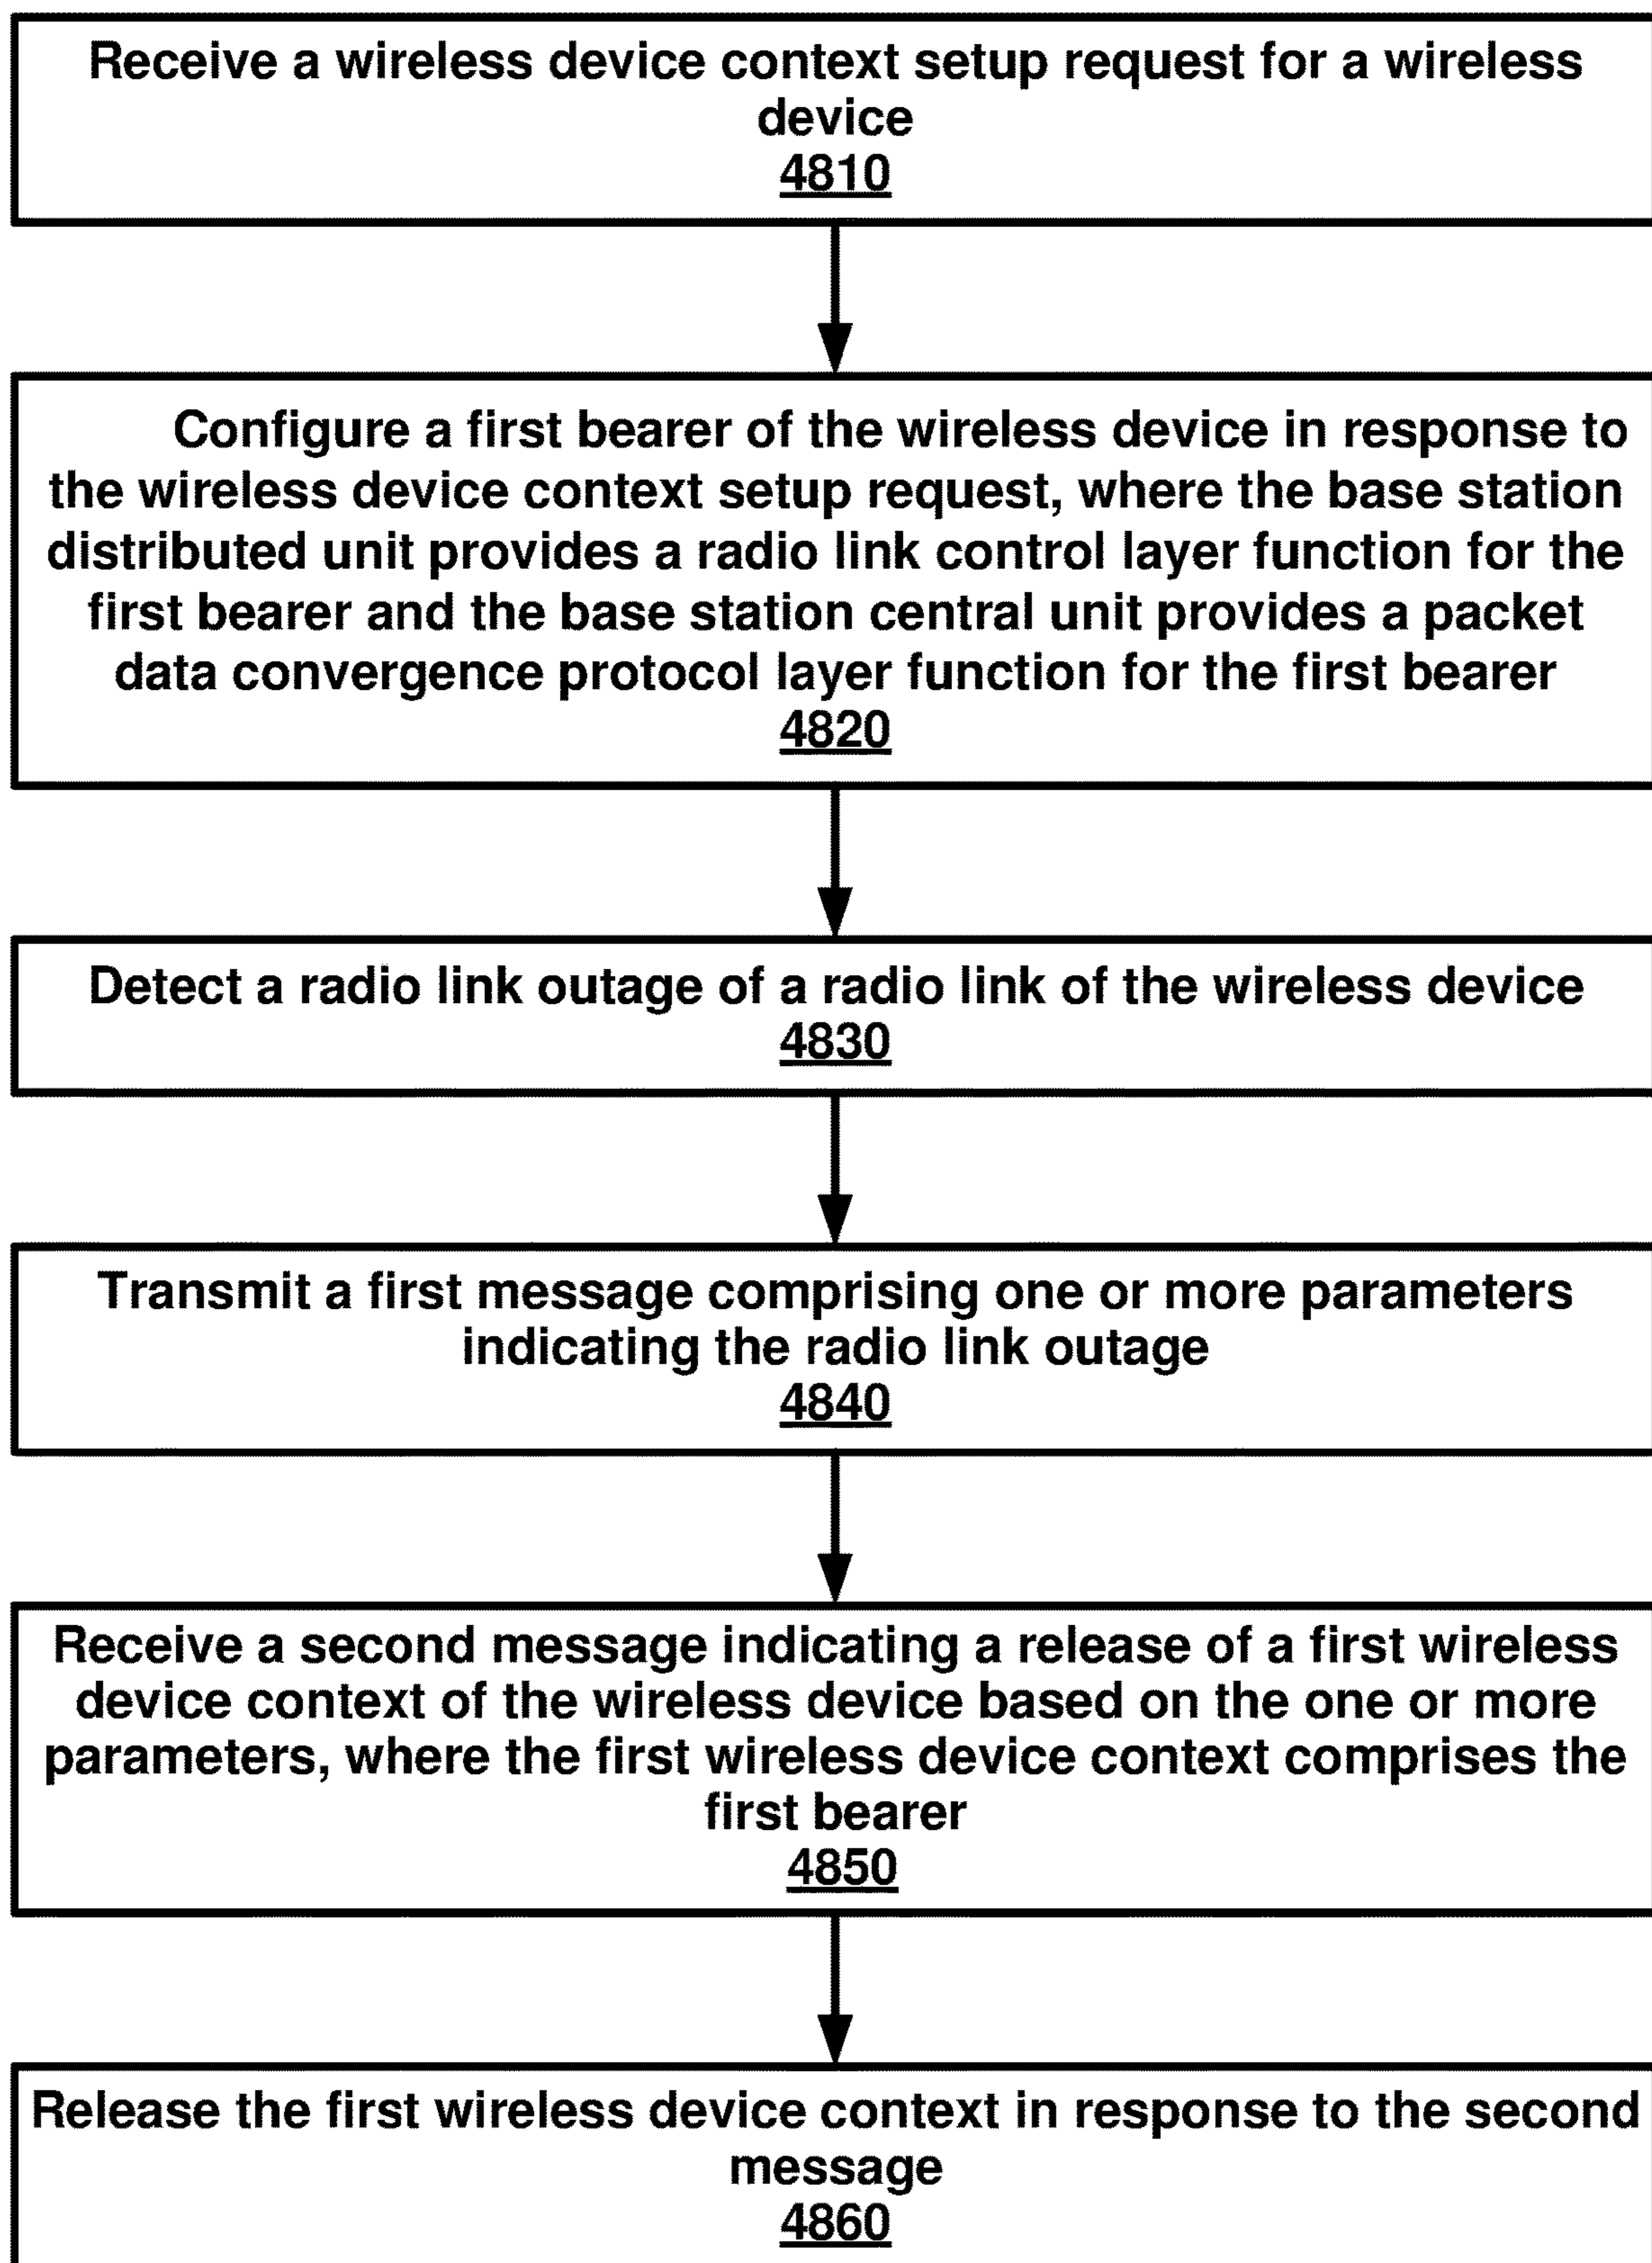 Receive a wireless device context setup request for a wireless
device
4810
Configure a first bearer of the wireless device in response to
the wireless device context setup request, where the base station
distributed unit provides a radio link control layer function for the
first bearer and the base station central unit provides a packet
data convergence protocol layer function for the first bearer
4820
Detect a radio link outage of a radio link of the wireless device
4830
Transmit a first message comprising one or more parameters
indicating the radio link outage
4840
Receive a second message indicating a release of a first wireless
device context of the wireless device based on the one or more
parameters, where the first wireless device context comprises the
first bearer
4850
Release the first wireless device context in response to the second
message
4860